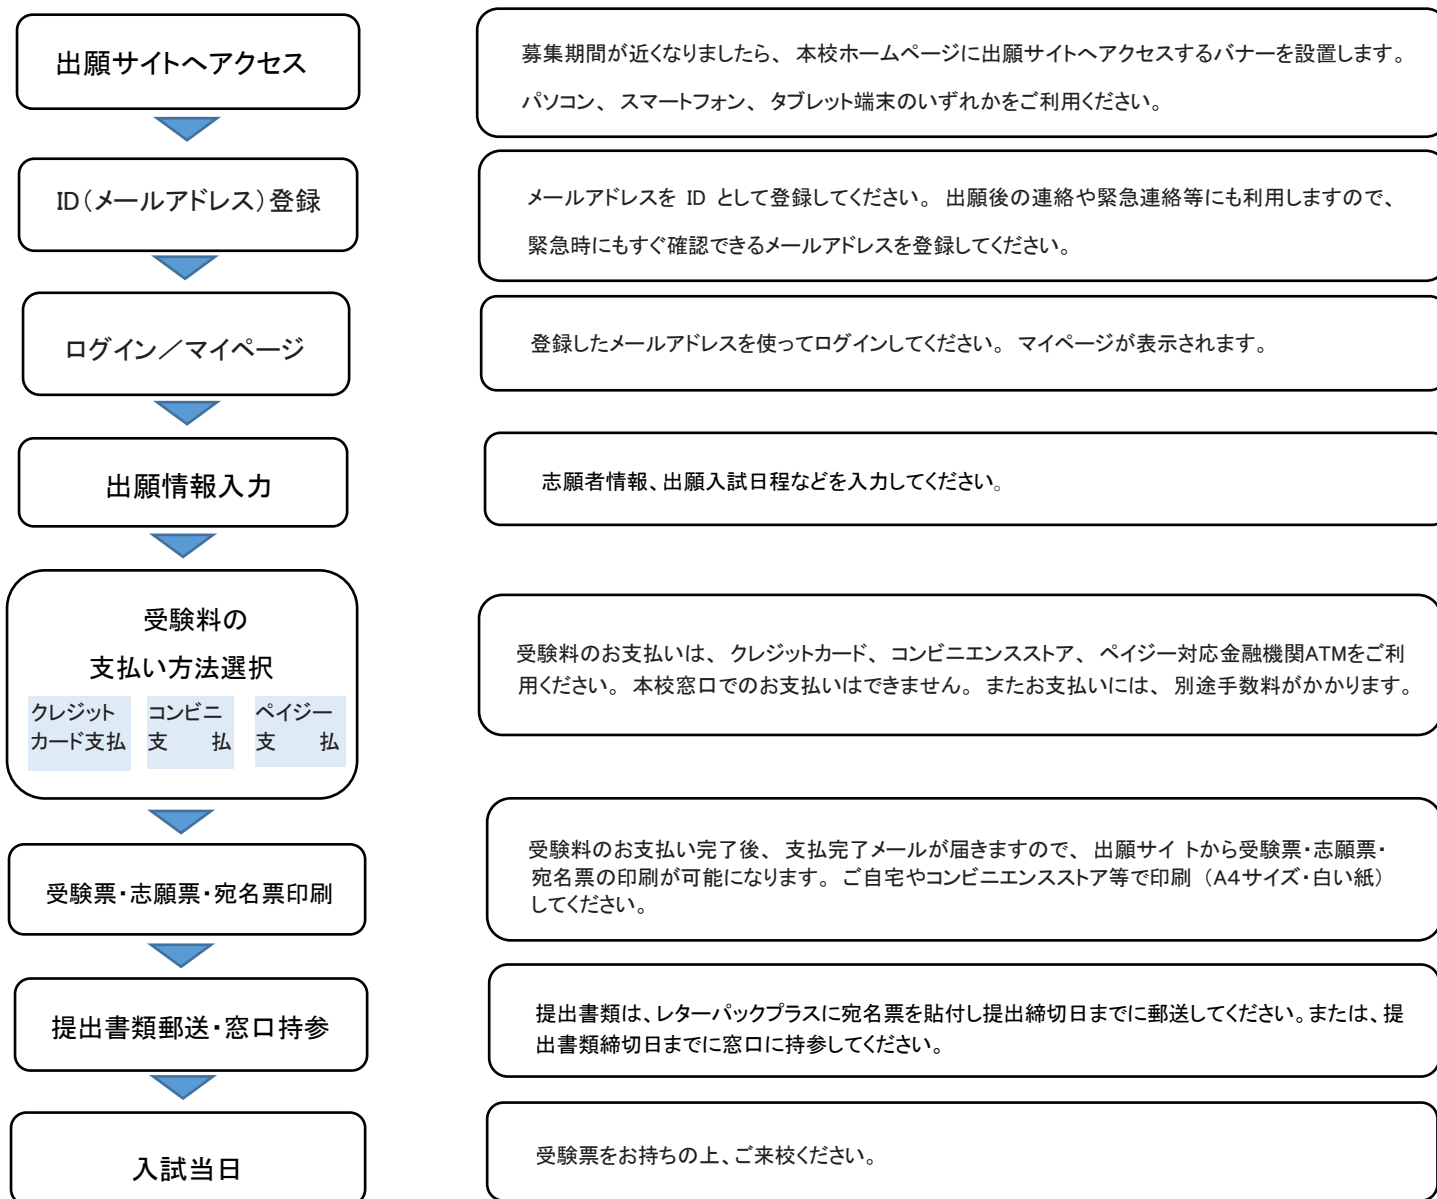 出願サイトへアクセス
募集期間が近くなりましたら、本校ホームページに出願サイトへアクセスするバナーを設置します。
パソコン、スマートフォン、タブレット端末のいずれかをご利用ください。
ID（メールアドレス）登録
メールアドレスを ID として登録してください。出願後の連絡や緊急連絡等にも利用しますので、
緊急時にもすぐ確認できるメールアドレスを登録してください。
ログイン／マイページ
登録したメールアドレスを使ってログインしてください。マイページが表示されます。
出願情報入力
志願者情報、出願入試日程などを入力してください。
受験料の
支払い方法選択
クレジット
カード支払
コンビニ
支　　払
ペイジー
支　　払
受験料のお支払いは、クレジットカード、コンビニエンスストア、ペイジー対応金融機関ATMをご利
用ください。本校窓口でのお支払いはできません。またお支払いには、別途手数料がかかります。
受験票・志願票・宛名票印刷
受験料のお支払い完了後、支払完了メールが届きますので、出願サイトから受験票・志願票・
宛名票の印刷が可能になります。ご自宅やコンビニエンスストア等で印刷（A4サイズ・白い紙）
してください。
提出書類郵送・窓口持参
提出書類は、レターパックプラスに宛名票を貼付し提出締切日までに郵送してください。または、提
出書類締切日までに窓口に持参してください。
入試当日
受験票をお持ちの上、ご来校ください。